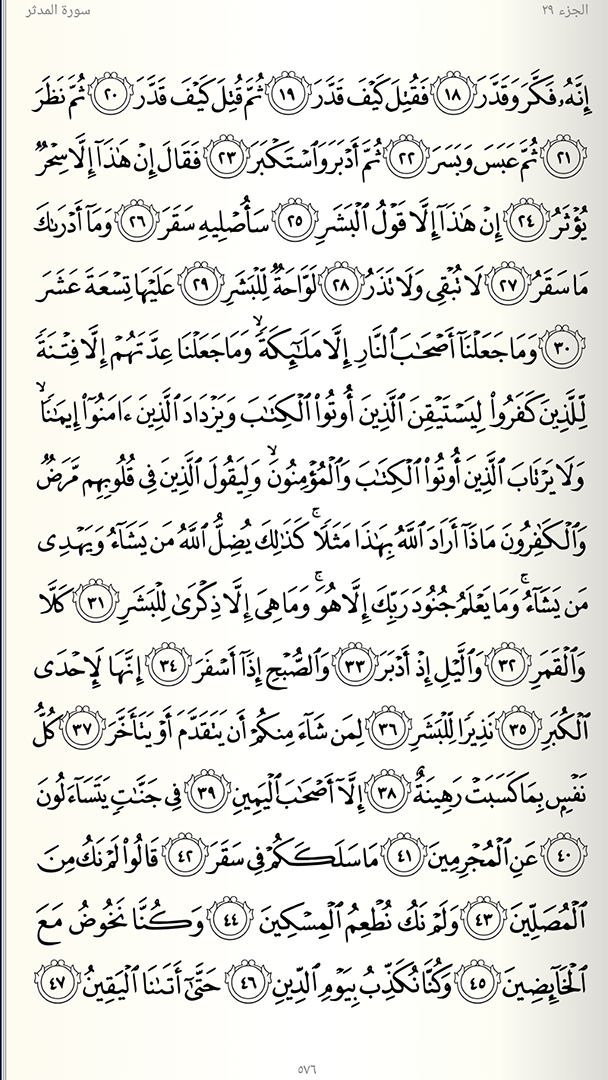 الجزء ٢٩
سورة المدثر
إِنَّهُۥ فَكَّرَ وَقَدَّرَ ١٨ فَقُتِلَ كَيْفَ قَدَّرَ ١٩ ثُمَّ قُتِلَ كَيْفَ قَدَّرَ ٢٠ ثُمَّ نَظَرَ
٢١ ثُمَّ عَبَسَ وَبَسَرَ ٢٢ ثُمَّ أَدْبَرَ وَٱسْتَكْبَرَ ٢٣ فَقَالَ إِنْ هَٰذَآ إِلَّا سِحْرٌ
يُؤْثَرُ ٢٤ إِنْ هَٰذَآ إِلَّا قَوْلُ ٱلْبَشَرِ ٢٥ سَأُصْلِيهِ سَقَرَ ٢٦ وَمَآ أَدْرَىٰكَ
مَا سَقَرُ ٢٧ لَا تُبْقِى وَلَا تَذَرُ ٢٨ لَوَّاحَةٌ لِّلْبَشَرِ ٢٩ عَلَيْهَا تِسْعَةَ عَشَرَ
٣٠ وَمَا جَعَلْنَآ أَصْحَٰبَ ٱلنَّارِ إِلَّا مَلَٰٓئِكَةً ۙ وَمَا جَعَلْنَا عِدَّتَهُمْ إِلَّا فِتْنَةً
لِّلَّذِينَ كَفَرُوا۟ لِيَسْتَيْقِنَ ٱلَّذِينَ أُوتُوا۟ ٱلْكِتَٰبَ وَيَزْدَادَ ٱلَّذِينَ ءَامَنُوٓا۟ إِيمَٰنًا ۙ
وَلَا يَرْتَابَ ٱلَّذِينَ أُوتُوا۟ ٱلْكِتَٰبَ وَٱلْمُؤْمِنُونَ ۙ وَلِيَقُولَ ٱلَّذِينَ فِى قُلُوبِهِم مَّرَضٌ
وَٱلْكَٰفِرُونَ مَاذَآ أَرَادَ ٱللَّهُ بِهَٰذَا مَثَلًا ۚ كَذَٰلِكَ يُضِلُّ ٱللَّهُ مَن يَشَآءُ وَيَهْدِى
مَن يَشَآءُ ۚ وَمَا يَعْلَمُ جُنُودَ رَبِّكَ إِلَّا هُوَ ۚ وَمَا هِىَ إِلَّا ذِكْرَىٰ لِلْبَشَرِ ٣١ كَلَّا
وَٱلْقَمَرِ ٣٢ وَٱلَّيْلِ إِذْ أَدْبَرَ ٣٣ وَٱلصُّبْحِ إِذَآ أَسْفَرَ ٣٤ إِنَّهَا لَإِحْدَى
ٱلْكُبَرِ ٣٥ نَذِيرًا لِّلْبَشَرِ ٣٦ لِمَن شَآءَ مِنكُمْ أَن يَتَقَدَّمَ أَوْ يَتَأَخَّرَ ٣٧ كُلُّ
نَفْسٍۭ بِمَا كَسَبَتْ رَهِينَةٌ ٣٨ إِلَّآ أَصْحَٰبَ ٱلْيَمِينِ ٣٩ فِى جَنَّٰتٍ يَتَسَآءَلُونَ
٤٠ عَنِ ٱلْمُجْرِمِينَ ٤١ مَا سَلَكَكُمْ فِى سَقَرَ ٤٢ قَالُوا۟ لَمْ نَكُ مِنَ
ٱلْمُصَلِّينَ ٤٣ وَلَمْ نَكُ نُطْعِمُ ٱلْمِسْكِينَ ٤٤ وَكُنَّا نَخُوضُ مَعَ
ٱلْخَآئِضِينَ ٤٥ وَكُنَّا نُكَذِّبُ بِيَوْمِ ٱلدِّينِ ٤٦ حَتَّىٰٓ أَتَىٰنَا ٱلْيَقِينُ ٤٧
٥٧٦